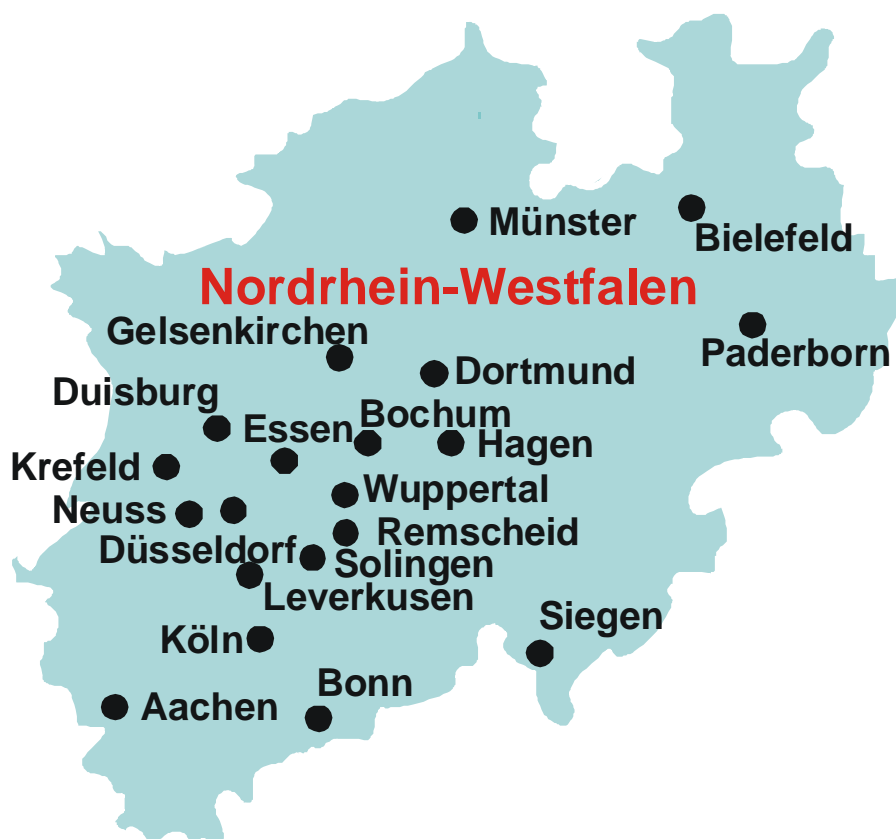 Münster
Bielefeld
Nordrhein-Westfalen
Gelsenkirchen
Paderborn
Dortmund
Duisburg
Bochum
Essen
Hagen
Krefeld
Wuppertal
Neuss
Remscheid
Düsseldorf
Solingen
Leverkusen
Siegen
Köln
Bonn
Aachen